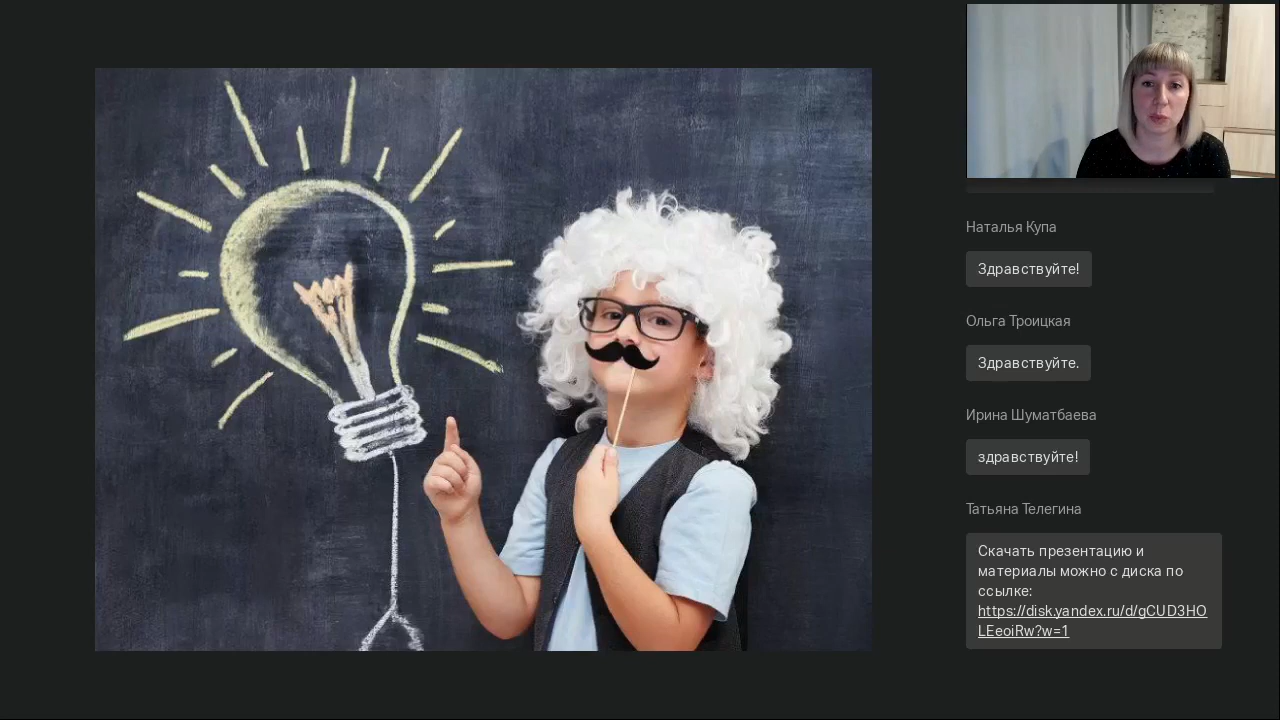 Наталья Купа
Здравствуйте!
Ольга Троицкая
Здравствуйте.
Ирина Шуматбаева
здравствуйте!
Татьяна Телегина
Скачать презентацию и
материалы можно с диска по
ссылке:
https://disk.yandex.ru/d/gCUD3HO
LEeoiRw?w=1